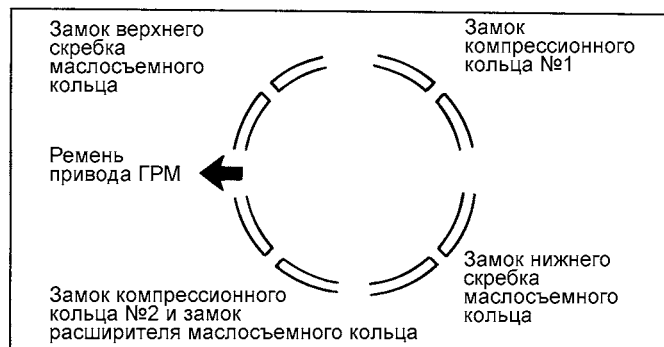 Замок верхнего
скребка
маслосъемного
кольца
Замок
компрессионного
кольца №1
Ремень
привода ГРМ
Замок компрессионного
кольца №2 и замок
расширителя маслосъемного кольца
Замок нижнего
скребка
маслосъемного
кольца